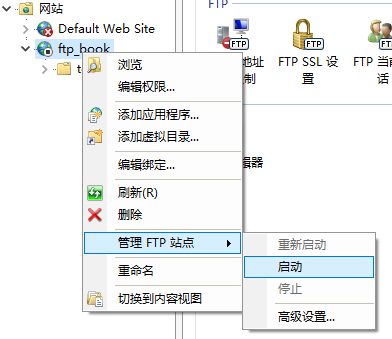 网站
FTP
Default Web Site
ftp_book
t
浏览
编辑权限...
添加应用程序...
添加虚拟目录...
编辑绑定...
刷新(R)
删除
管理 FTP 站点
重命名
切换到内容视图
重新启动
启动
停止
高级设置...
FTP
FTP
FTP
地址
FTP SSL 设
FTP 当
制
置
话
辑器